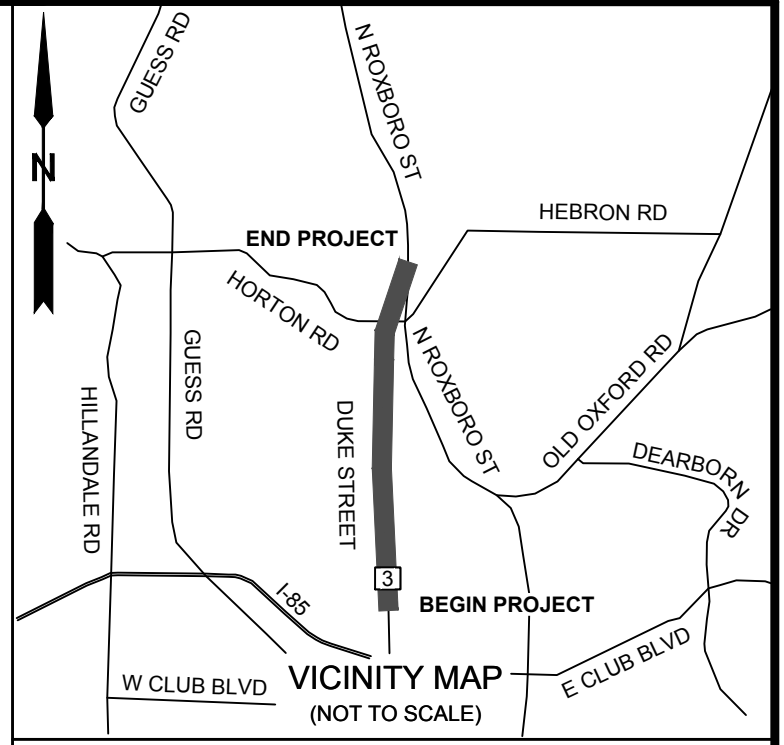 GUESS RD
N ROXBORO ST
N
HEBRON RD
END PROJECT
HORTON RD
GUESS RD
N ROXBORO ST
OLD OXFORD RD
HILLANDALE RD
DUKE STREET
DEARBORN DR
3
BEGIN PROJECT
I-85
VICINITY MAP
(NOT TO SCALE)
W CLUB BLVD
E CLUB BLVD